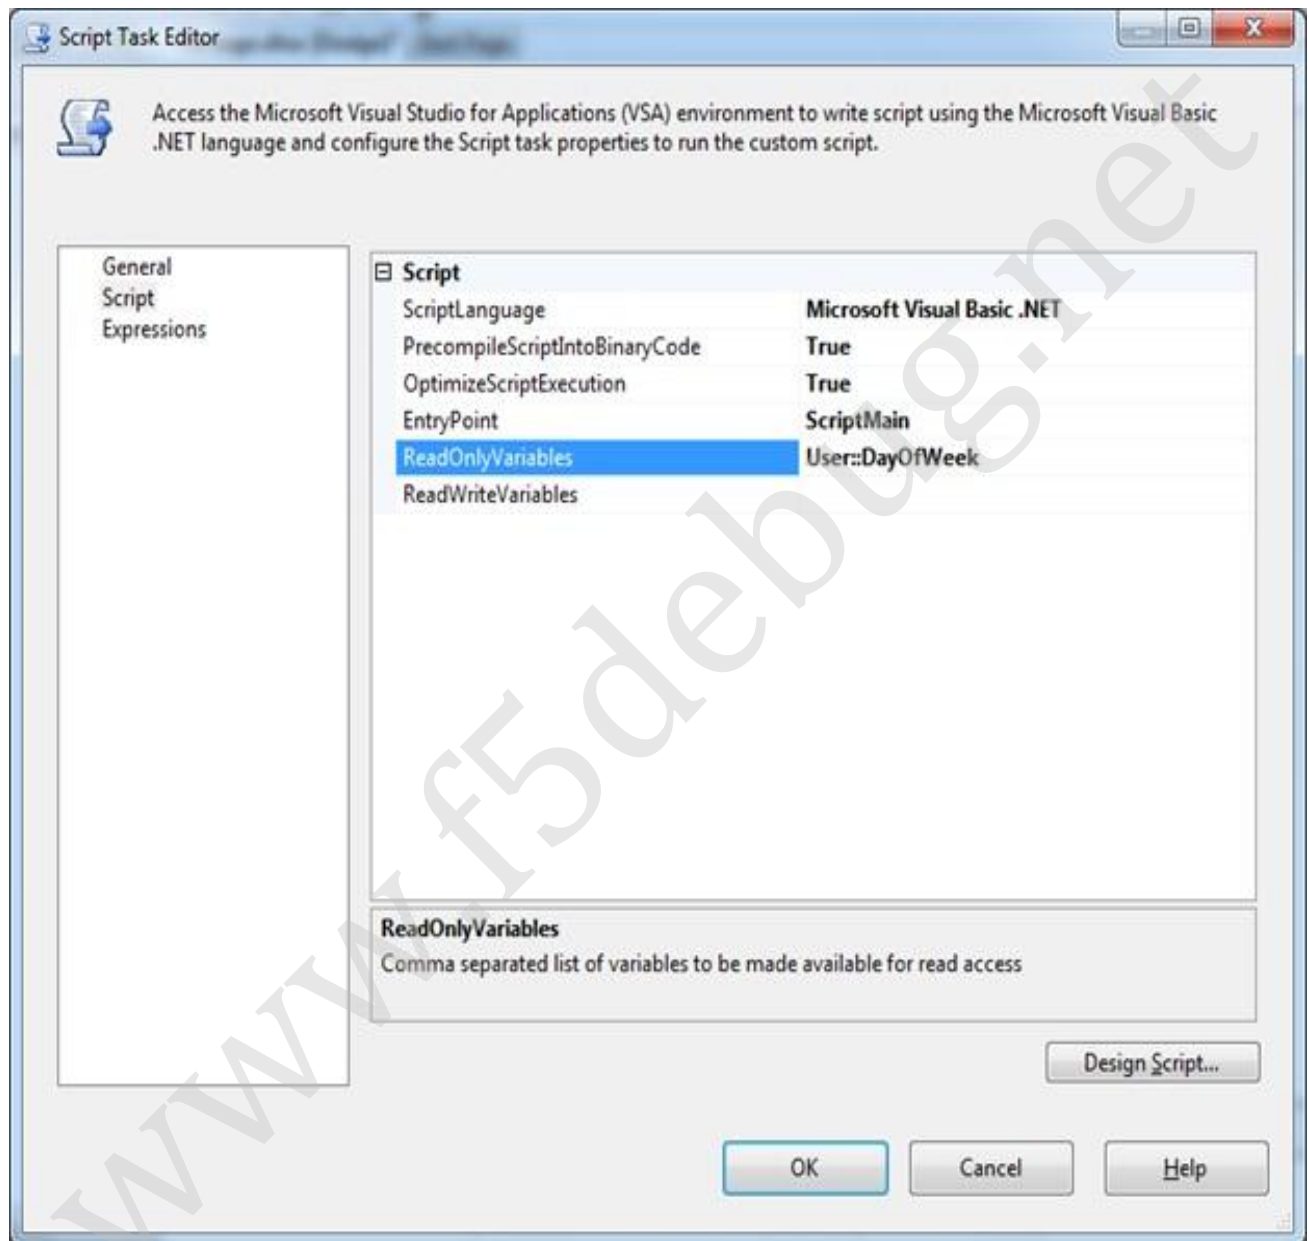 Script Task Editor
Access the Microsoft Visual Studio for Applications (VSA) environment to write script using the Microsoft Visual Basic
.NET language and configure the Script task properties to run the custom script.
General
Script
Expressions
Script
ScriptLanguage Microsoft Visual Basic .NET
PrecompileScriptIntoBinaryCode True
OptimizeScriptExecution True
EntryPoint ScriptMain
ReadOnlyVariables User::DayOfWeek
ReadWriteVariables
ReadOnlyVariables
Comma separated list of variables to be made available for read access
Design Script...
OK Cancel Help
www.f5debug.net